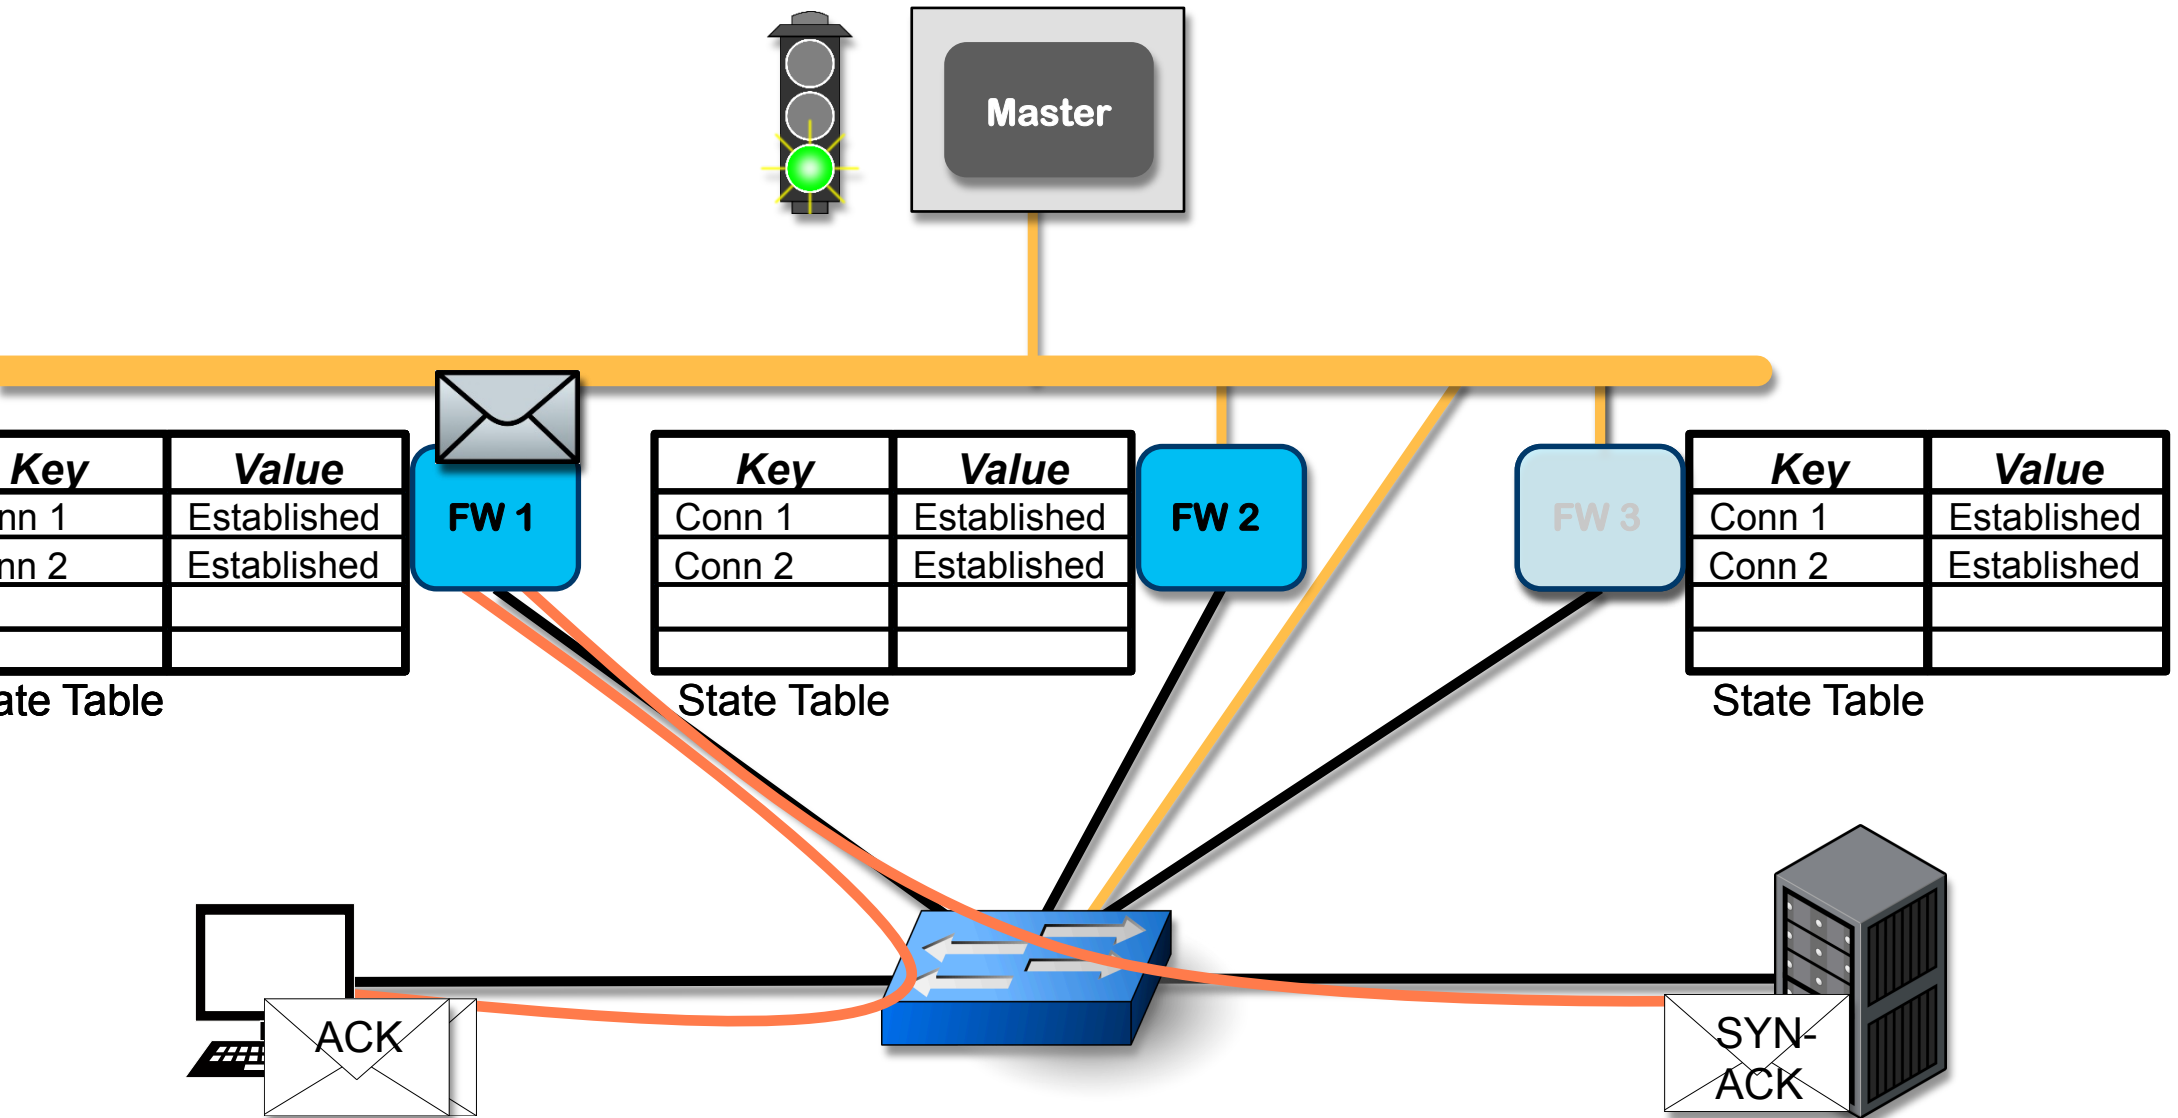 Master
Key Value
nn 1 Established
nn 2 Established
ate Table
FW 1
Key Value
Conn 1 Established
Conn 2 Established
State Table
FW 2
FW 3
Key Value
Conn 1 Established
Conn 2 Established
State Table
ACK
SYN-
ACK